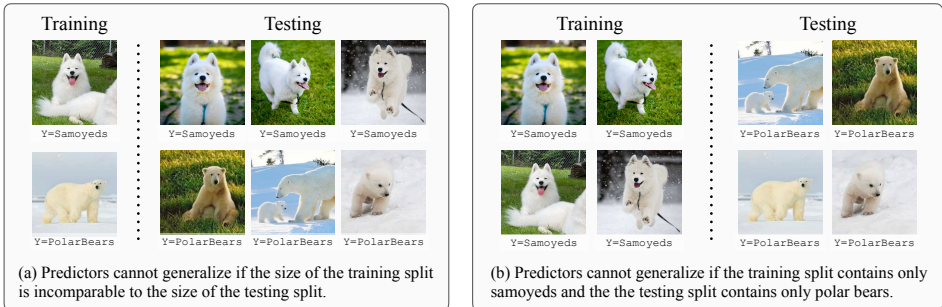 Training
Testing
Y=Samoyeds
Y=Samoyeds
Y=Samoyeds
Y=Samoyeds
Y=PolarBears
Y=PolarBears
Y=PolarBears
Y=PolarBears
(a) Predictors cannot generalize if the size of the training split
is incomparable to the size of the testing split.
Training
Testing
Y=Samoyeds
Y=Samoyeds
Y=PolarBears
Y=PolarBears
Y=Samoyeds
Y=Samoyeds
Y=PolarBears
Y=PolarBears
(b) Predictors cannot generalize if the training split contains only
samoyeds and the the testing split contains only polar bears.